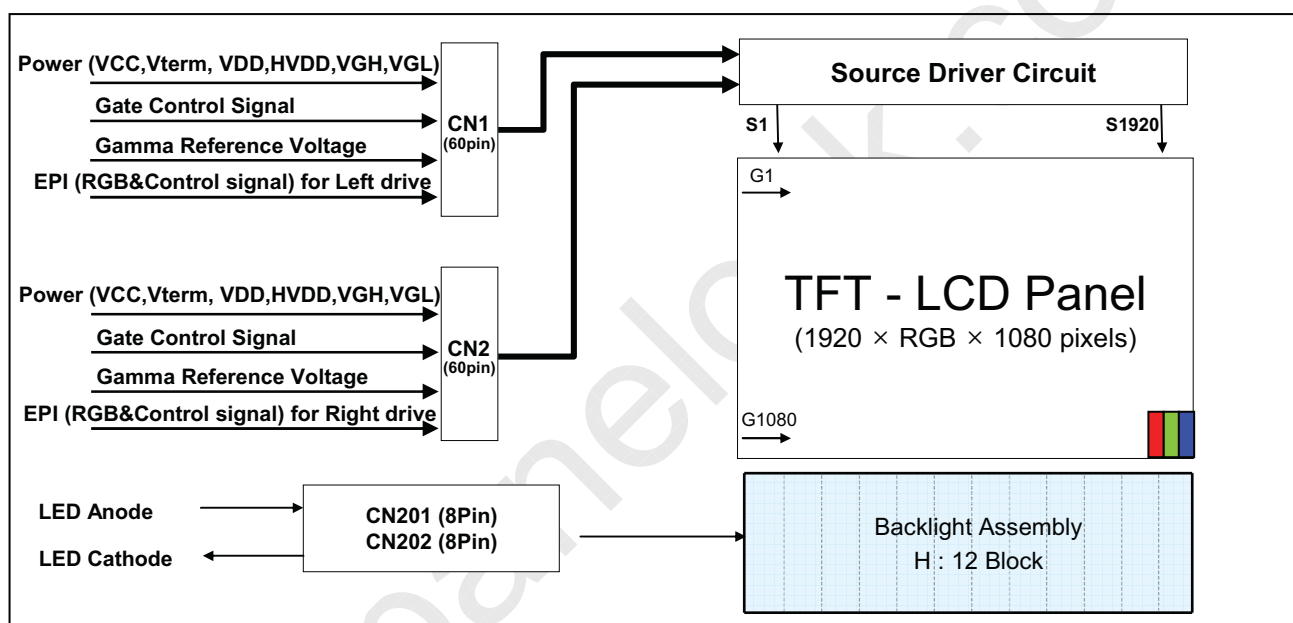 Power (VCC,Vterm, VDD,HVDD,VGH,VGL)
Gate Control Signal
Gamma Reference Voltage
EPI (RGB&Control signal) for Left drive
CN1
(60pin)
Source Driver Circuit
S1
S1920
G1
TFT - LCD Panel
(1920 × RGB × 1080 pixels)
G1080
Power (VCC,Vterm, VDD,HVDD,VGH,VGL)
Gate Control Signal
Gamma Reference Voltage
EPI (RGB&Control signal) for Right drive
CN2
(60pin)
LED Anode
LED Cathode
CN201 (8Pin)
CN202 (8Pin)
Backlight Assembly
H : 12 Block